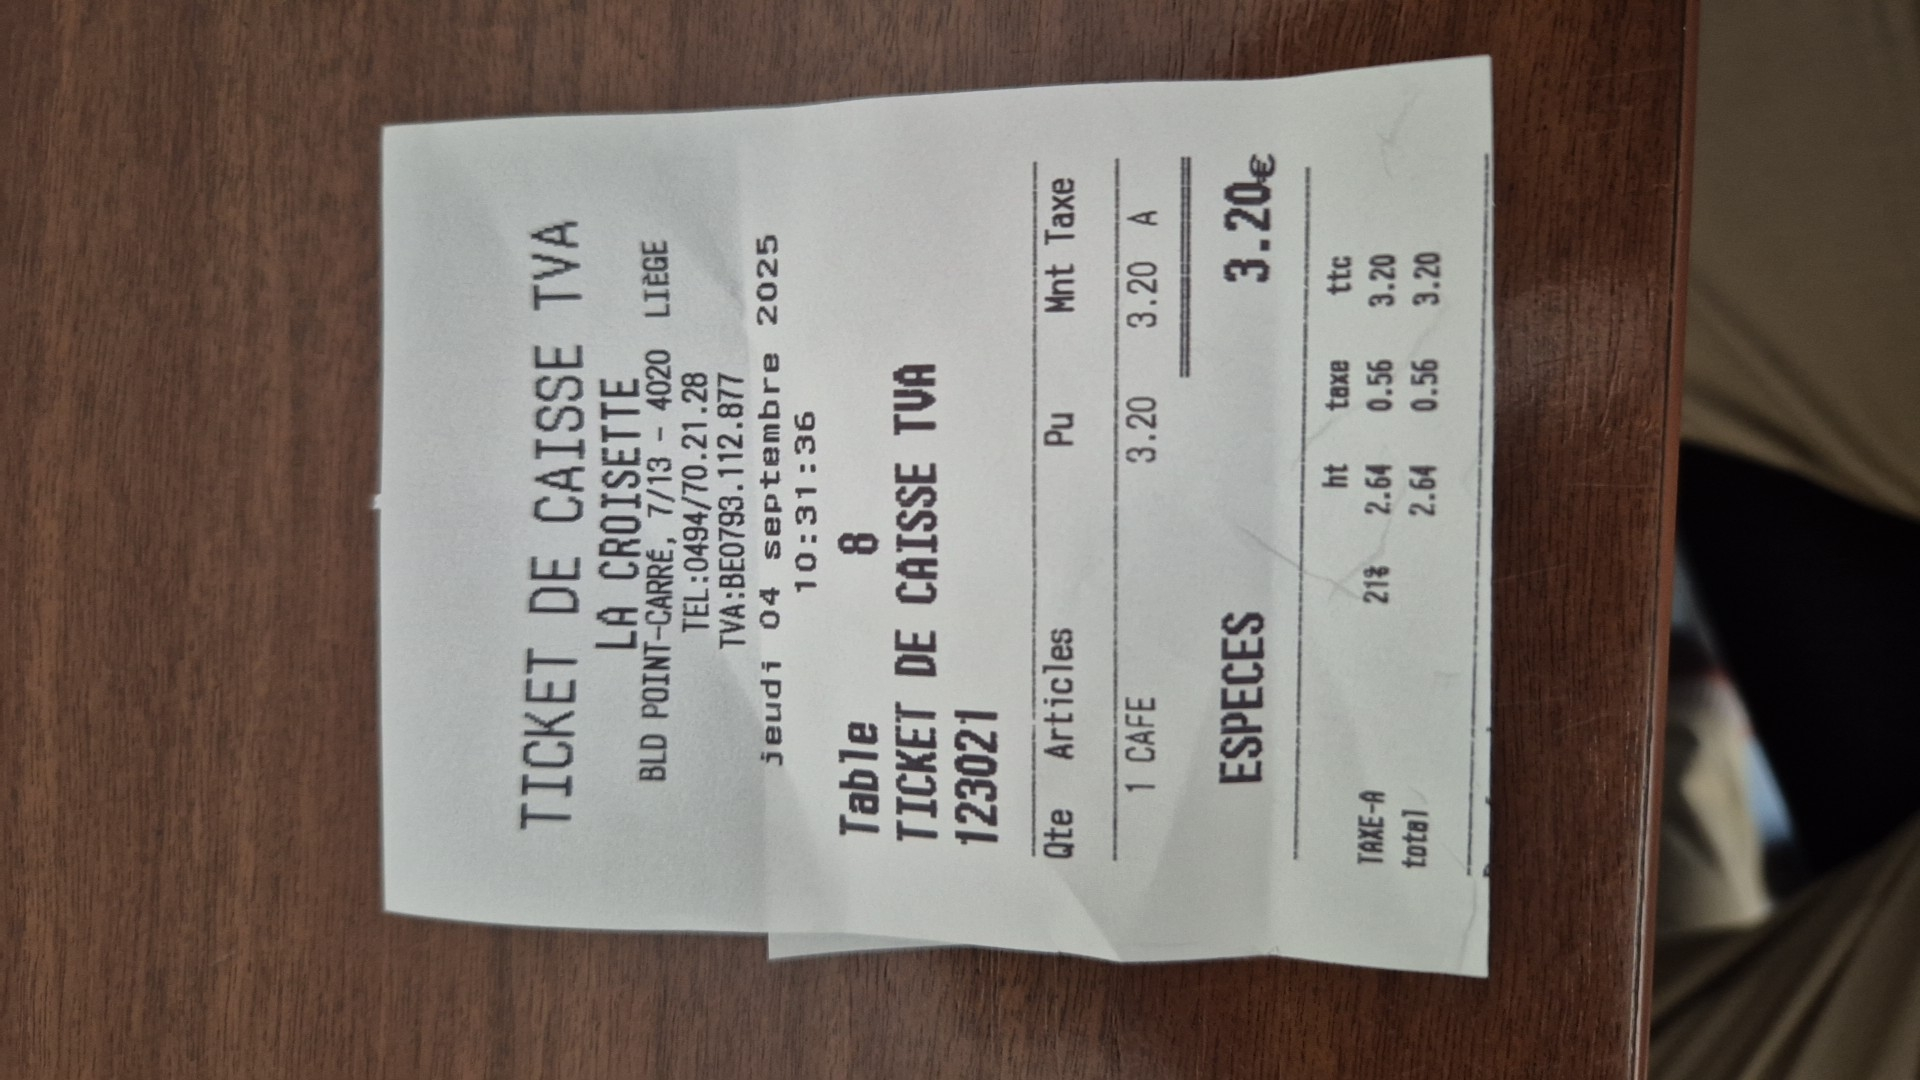 TICKET DE CAISSE TVA
LA CROISETTE
BLD POINT-CARRÉ, 7/13 - 4020 LIÈGE
TEL:0494/70.21.28
TVA:BE0793.112.877
jeudi 04 septembre 2025
10:31:36
Table 8
TICKET DE CAISSE TVA
123021
Qte Articles Pu Mnt Taxe
1 CAFE 3.20 3.20 A
ESPECES 3.20€
ht taxe ttc
TAXE-A 21% 2.64 0.56 3.20
total 2.64 0.56 3.20